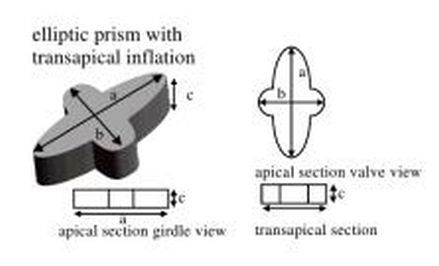 elliptic prism with
transapical inflation
a
b
c
a
b
apical section valve view
c
a
apical section girdle view
c
transapical section